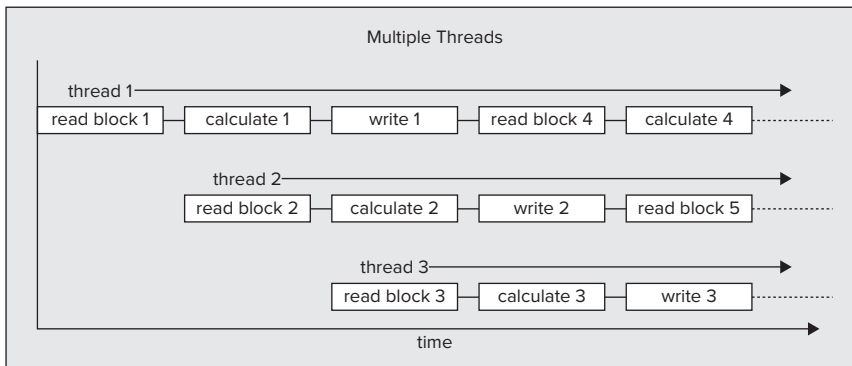 Multiple Threads
thread 1
read block 1 calculate 1 write 1 read block 4 calculate 4
thread 2
read block 2 calculate 2 write 2 read block 5
thread 3
read block 3 calculate 3 write 3
time